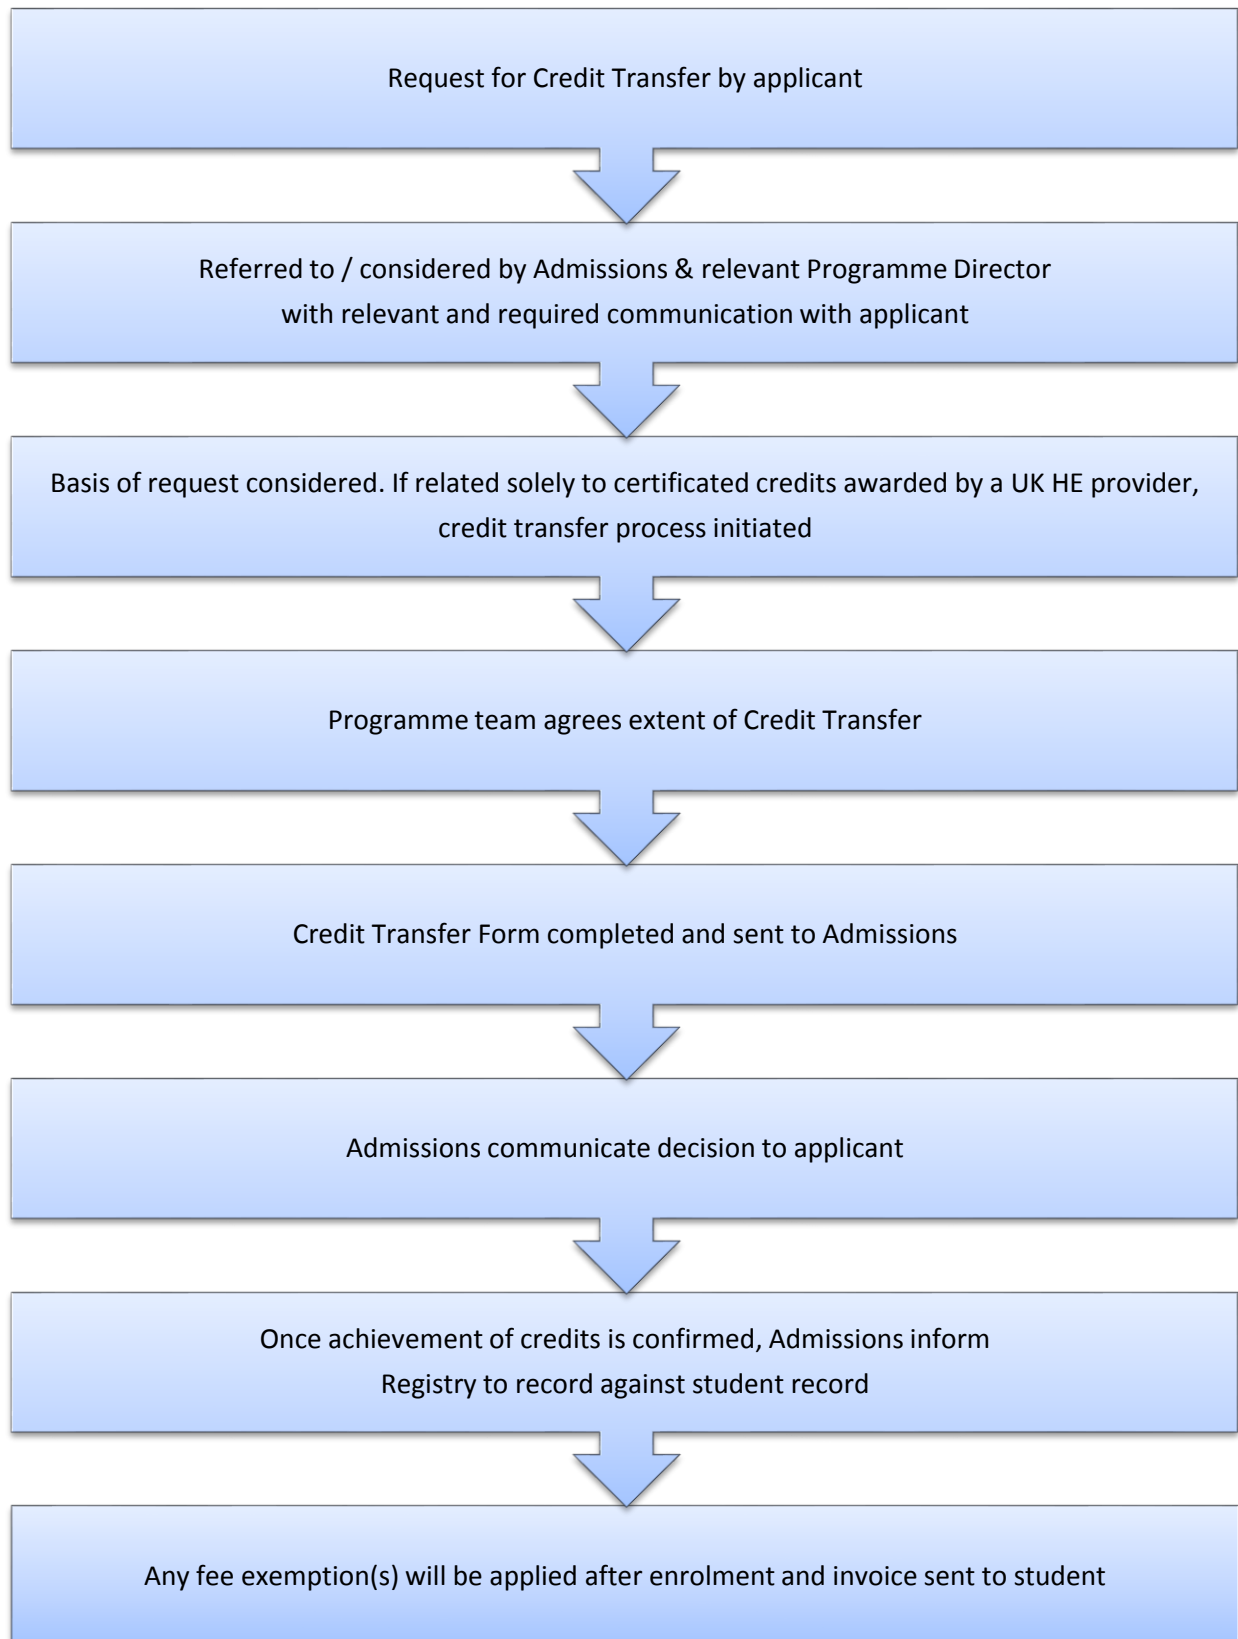 Request for Credit Transfer by applicant
Referred to / considered by Admissions & relevant Programme Director
with relevant and required communication with applicant
Basis of request considered. If related solely to certificated credits awarded by a UK HE provider,
credit transfer process initiated
Programme team agrees extent of Credit Transfer
Credit Transfer Form completed and sent to Admissions
Admissions communicate decision to applicant
Once achievement of credits is confirmed, Admissions inform
Registry to record against student record
Any fee exemption(s) will be applied after enrolment and invoice sent to student